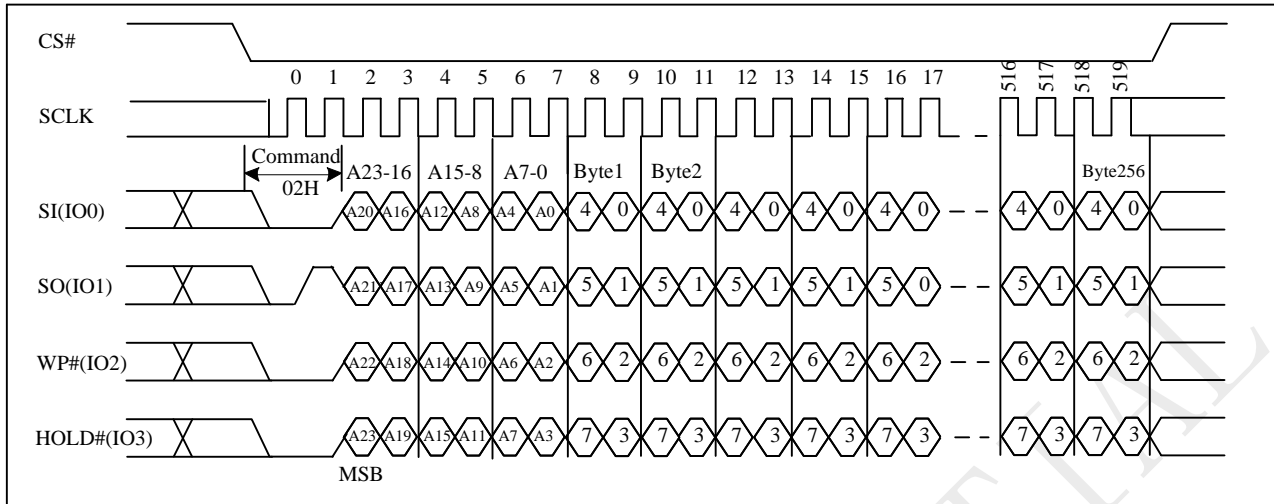 CS#
0 1 2 3 4 5 6 7 8 9 10 11 12 13 14 15 16 17 516 517 518 519
SCLK
Command
02H
A23-16 A15-8 A7-0 Byte1 Byte2 Byte256
SI(IO0) A20 A16 A12 A8 A4 A0 4 0 4 0 4 0 4 0 4 0 4 0 4 0
SO(IO1) A21 A17 A13 A9 A5 A1 5 1 5 1 5 1 5 1 5 0 5 1 5 1
WP#(IO2) A22 A18 A14 A10 A6 A2 6 2 6 2 6 2 6 2 6 2 6 2 6 2
HOLD#(IO3) A23 A19 A15 A11 A7 A3 7 3 7 3 7 3 7 3 7 3 7 3 7 3
MSB
TIAL